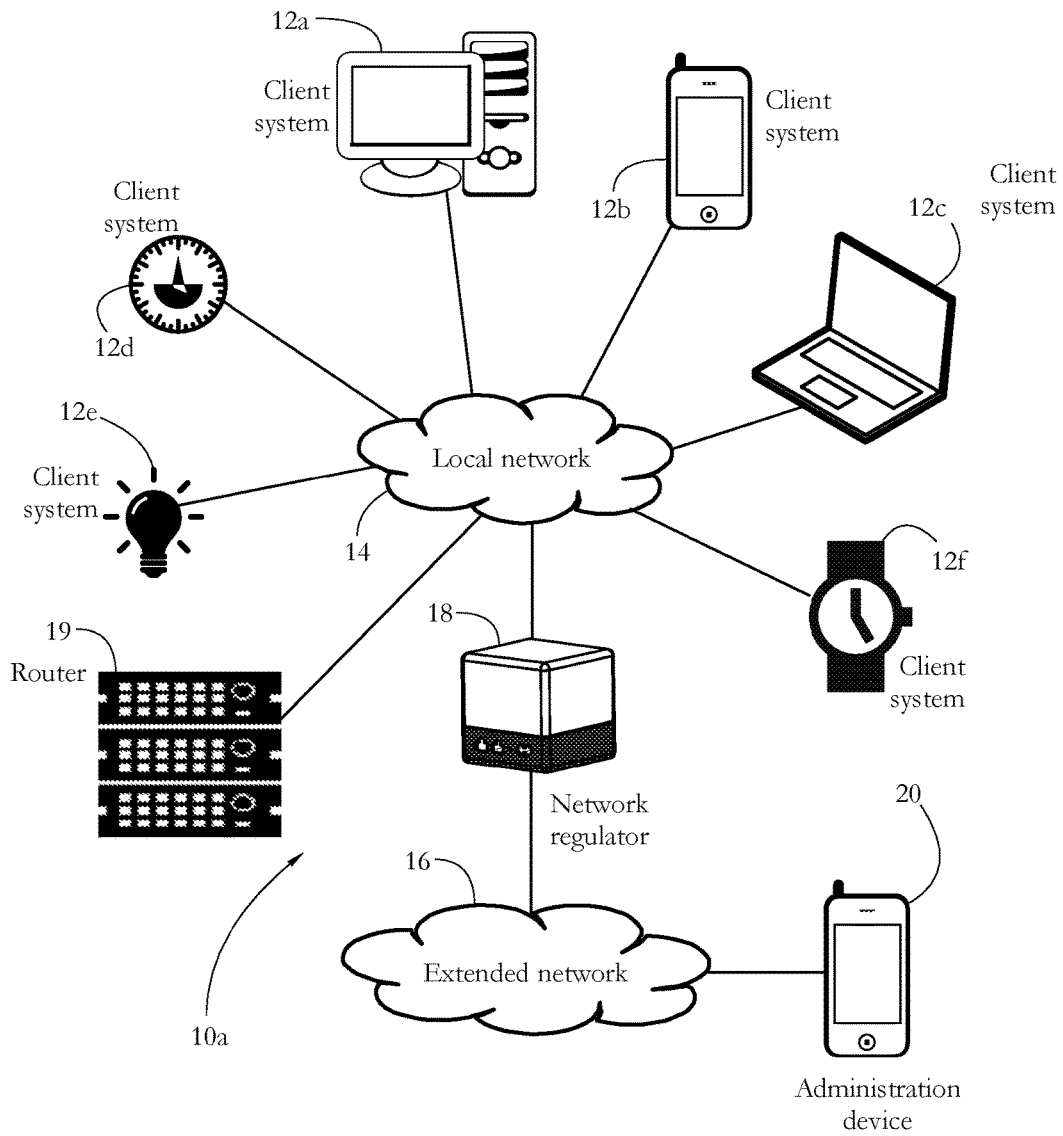 12a
Client
system
Client
system
12b
Client
system
12c
Client
system
12d
12e
Client
system
Local network
14
12f
Client
system
18
19
Router
Network
regulator
20
16
Extended network
10a
Administration
device